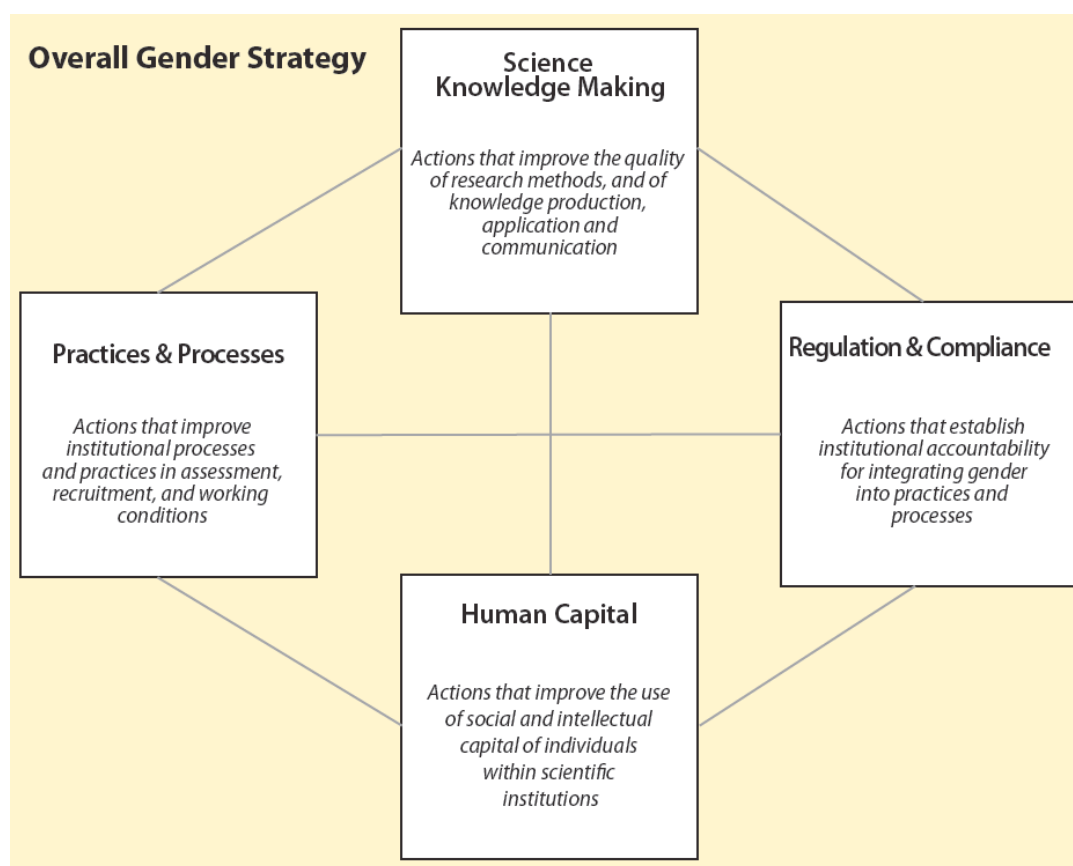 Overall Gender Strategy
Science
Knowledge Making
Actions that improve the quality
of research methods, and of
knowledge production,
application and
communication
Practices & Processes
Actions that improve
institutional processes
and practices in assessment,
recruitment, and working
conditions
Regulation & Compliance
Actions that establish
institutional accountability
for integrating gender
into practices and
processes
Human Capital
Actions that improve the use
of social and intellectual
capital of individuals
within scientific
institutions